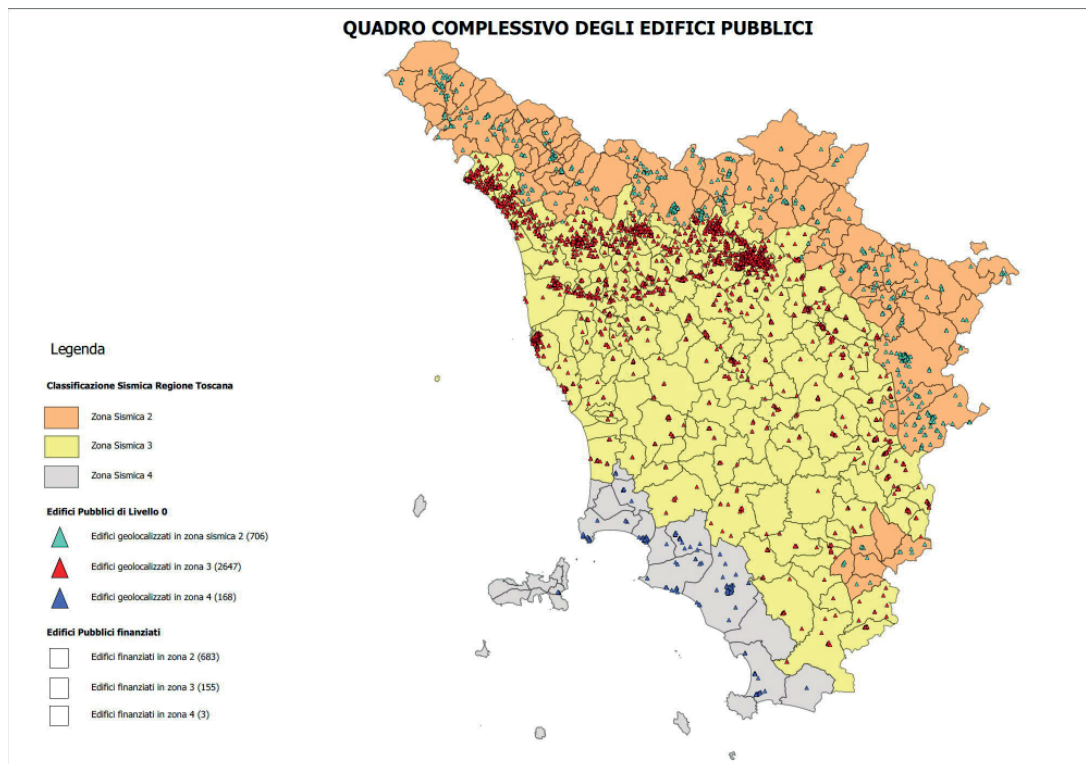 QUADRO COMPLESSIVO DEGLI EDIFICI PUBBLICI
Legenda
Classificazione Sismica Regione Toscana
Zona Sismica 2
Zona Sismica 3
Zona Sismica 4
Edifici Pubblici di Livello 0
Edifici geolocalizzati in zona sismica 2 (706)
Edifici geolocalizzati in zona 3 (2647)
Edifici geolocalizzati in zona 4 (168)
Edifici Pubblici finanziati
Edifici finanziati in zona 2 (683)
Edifici finanziati in zona 3 (155)
Edifici finanziati in zona 4 (3)